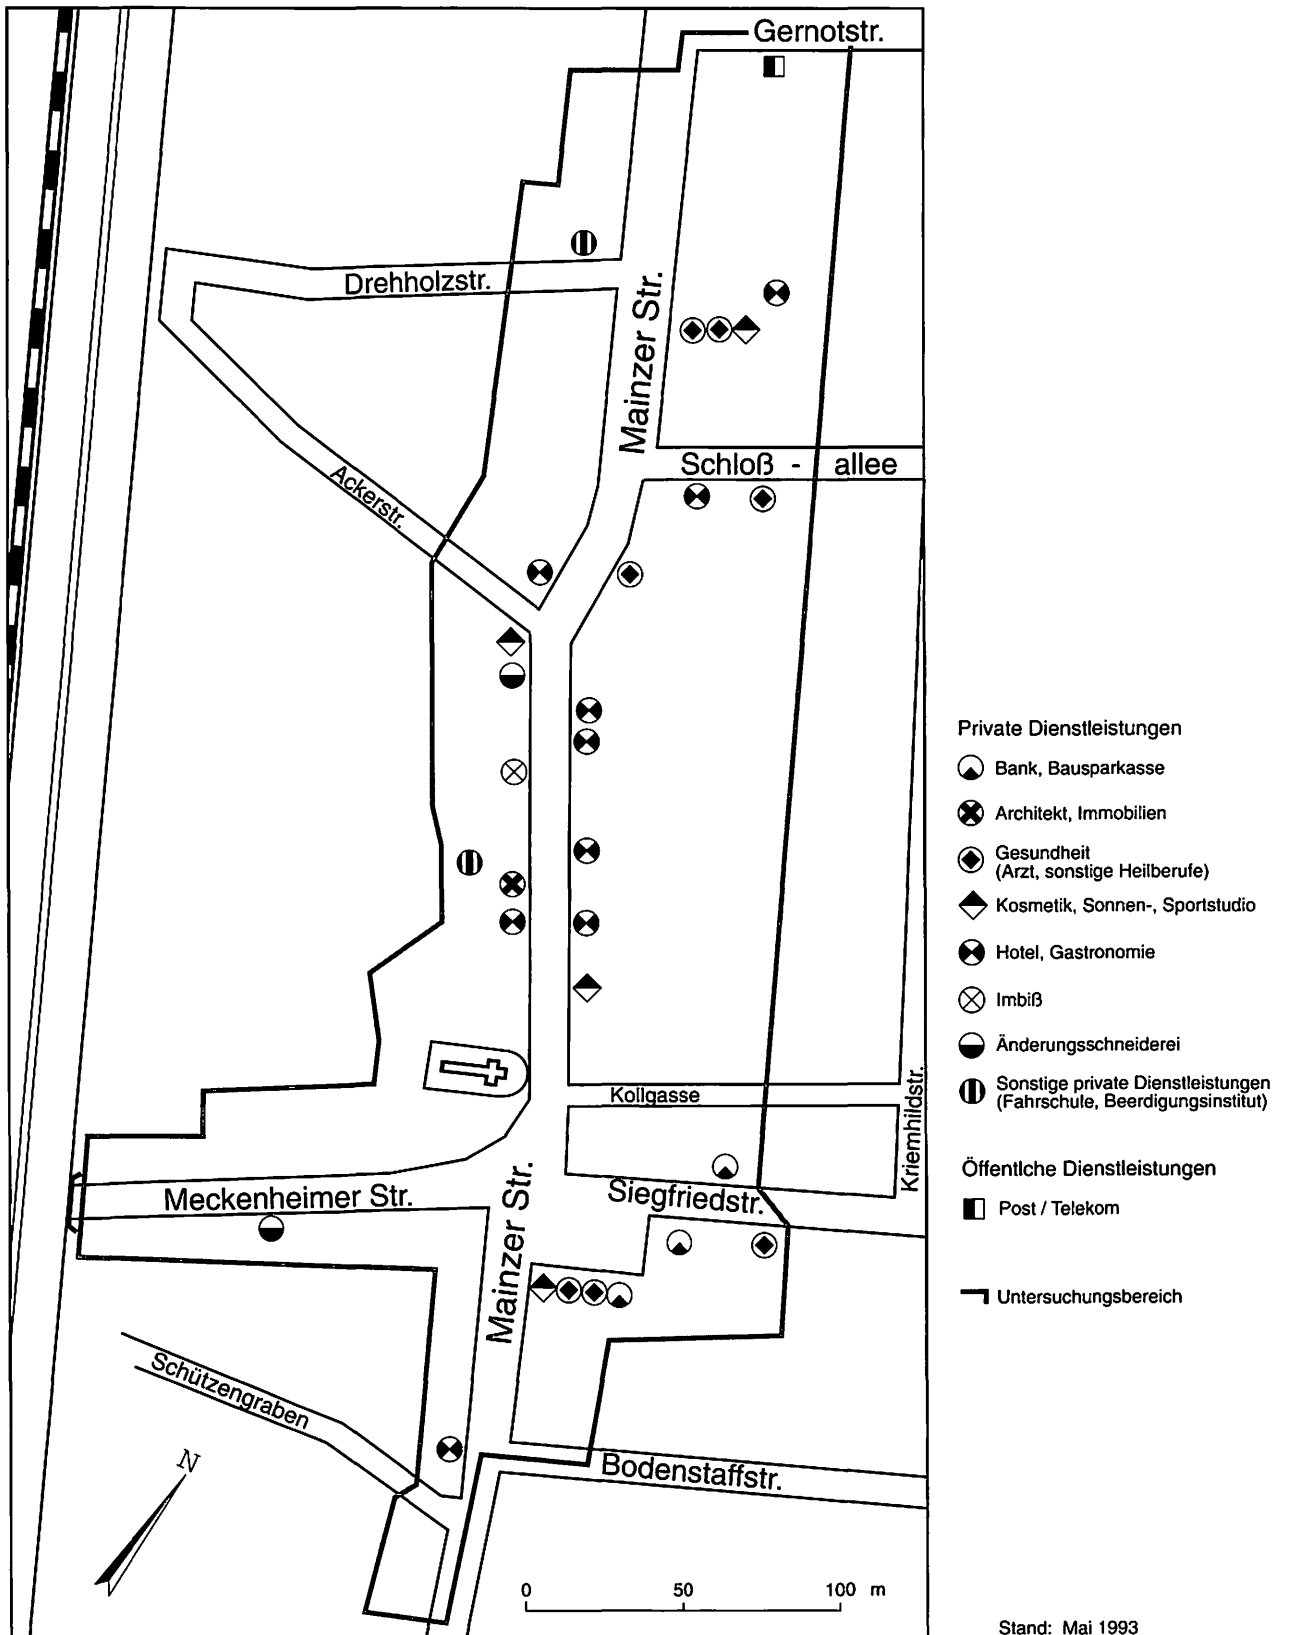 Gernotstr.
Drehholzstr.
Mainzer Str.
Schloß - allee
Ackerstr.
Kollgasse
Kriemhildstr.
Meckenheimer Str.
Siegfriedstr.
Mainzer Str.
Schützengraben
Bodenstaffstr.
N
0 50 100 m
Private Dienstleistungen
Bank, Bausparkasse
Architekt, Immobilien
Gesundheit
(Arzt, sonstige Heilberufe)
Kosmetik, Sonnen-, Sportstudio
Hotel, Gastronomie
Imbiß
Änderungsschneiderei
Sonstige private Dienstleistungen
(Fahrschule, Beerdigungsinstitut)
Öffentlche Dienstleistungen
Post / Telekom
Untersuchungsbereich
Stand: Mai 1993